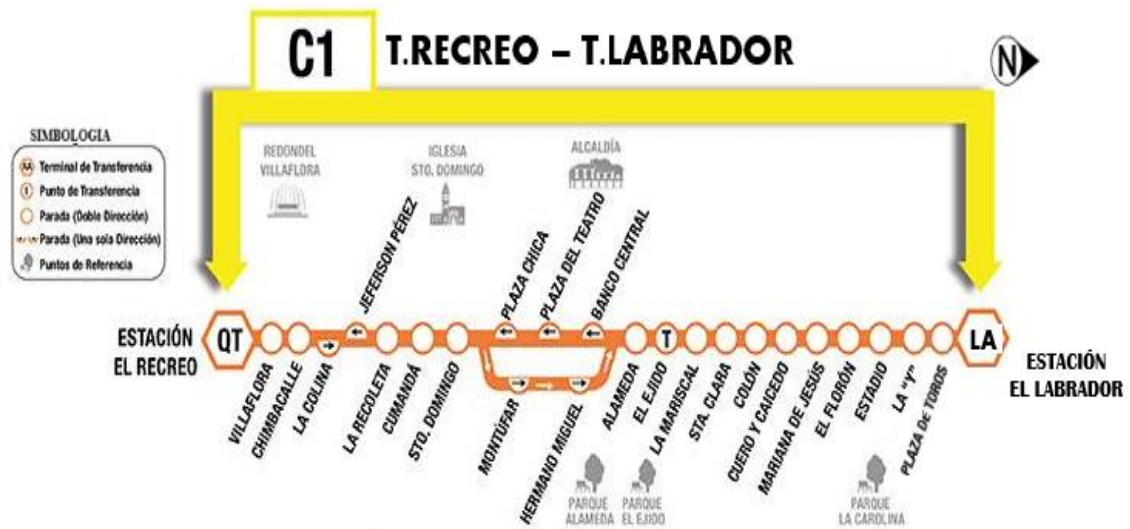 C1
T.RECREO – T.LABRADOR
N
SIMBOLOGIA
Terminal de Transferencia
t Punto de Transferencia
Parada (Doble Dirección)
Parada (Una sola Dirección)
Puntos de Referencia
REDONDEL
VILLAFLORA
IGLESIA
STO. DOMINGO
ALCALDÍA
JEFERSON PÉREZ
PLAZA CHICA
PLAZA DEL TEATRO
BANCO CENTRAL
ESTACIÓN
EL RECREO
QT
T
LA
ESTACIÓN
EL LABRADOR
VILLAFLORA
CHIMBACALLE
LA COLINA
LA RECOLETA
CUMANDÁ
STO. DOMINGO
MONTÚFAR
HERMANO MIGUEL
ALAMEDA
EL EJIDO
LA MARISCAL
STA. CLARA
COLÓN
CUERO Y CAICEDO
MARIANA DE JESÚS
EL FLORÓN
ESTADIO
LA "Y"
PLAZA DE TOROS
PARQUE
ALAMEDA
PARQUE
EL EJIDO
PARQUE
LA CAROLINA